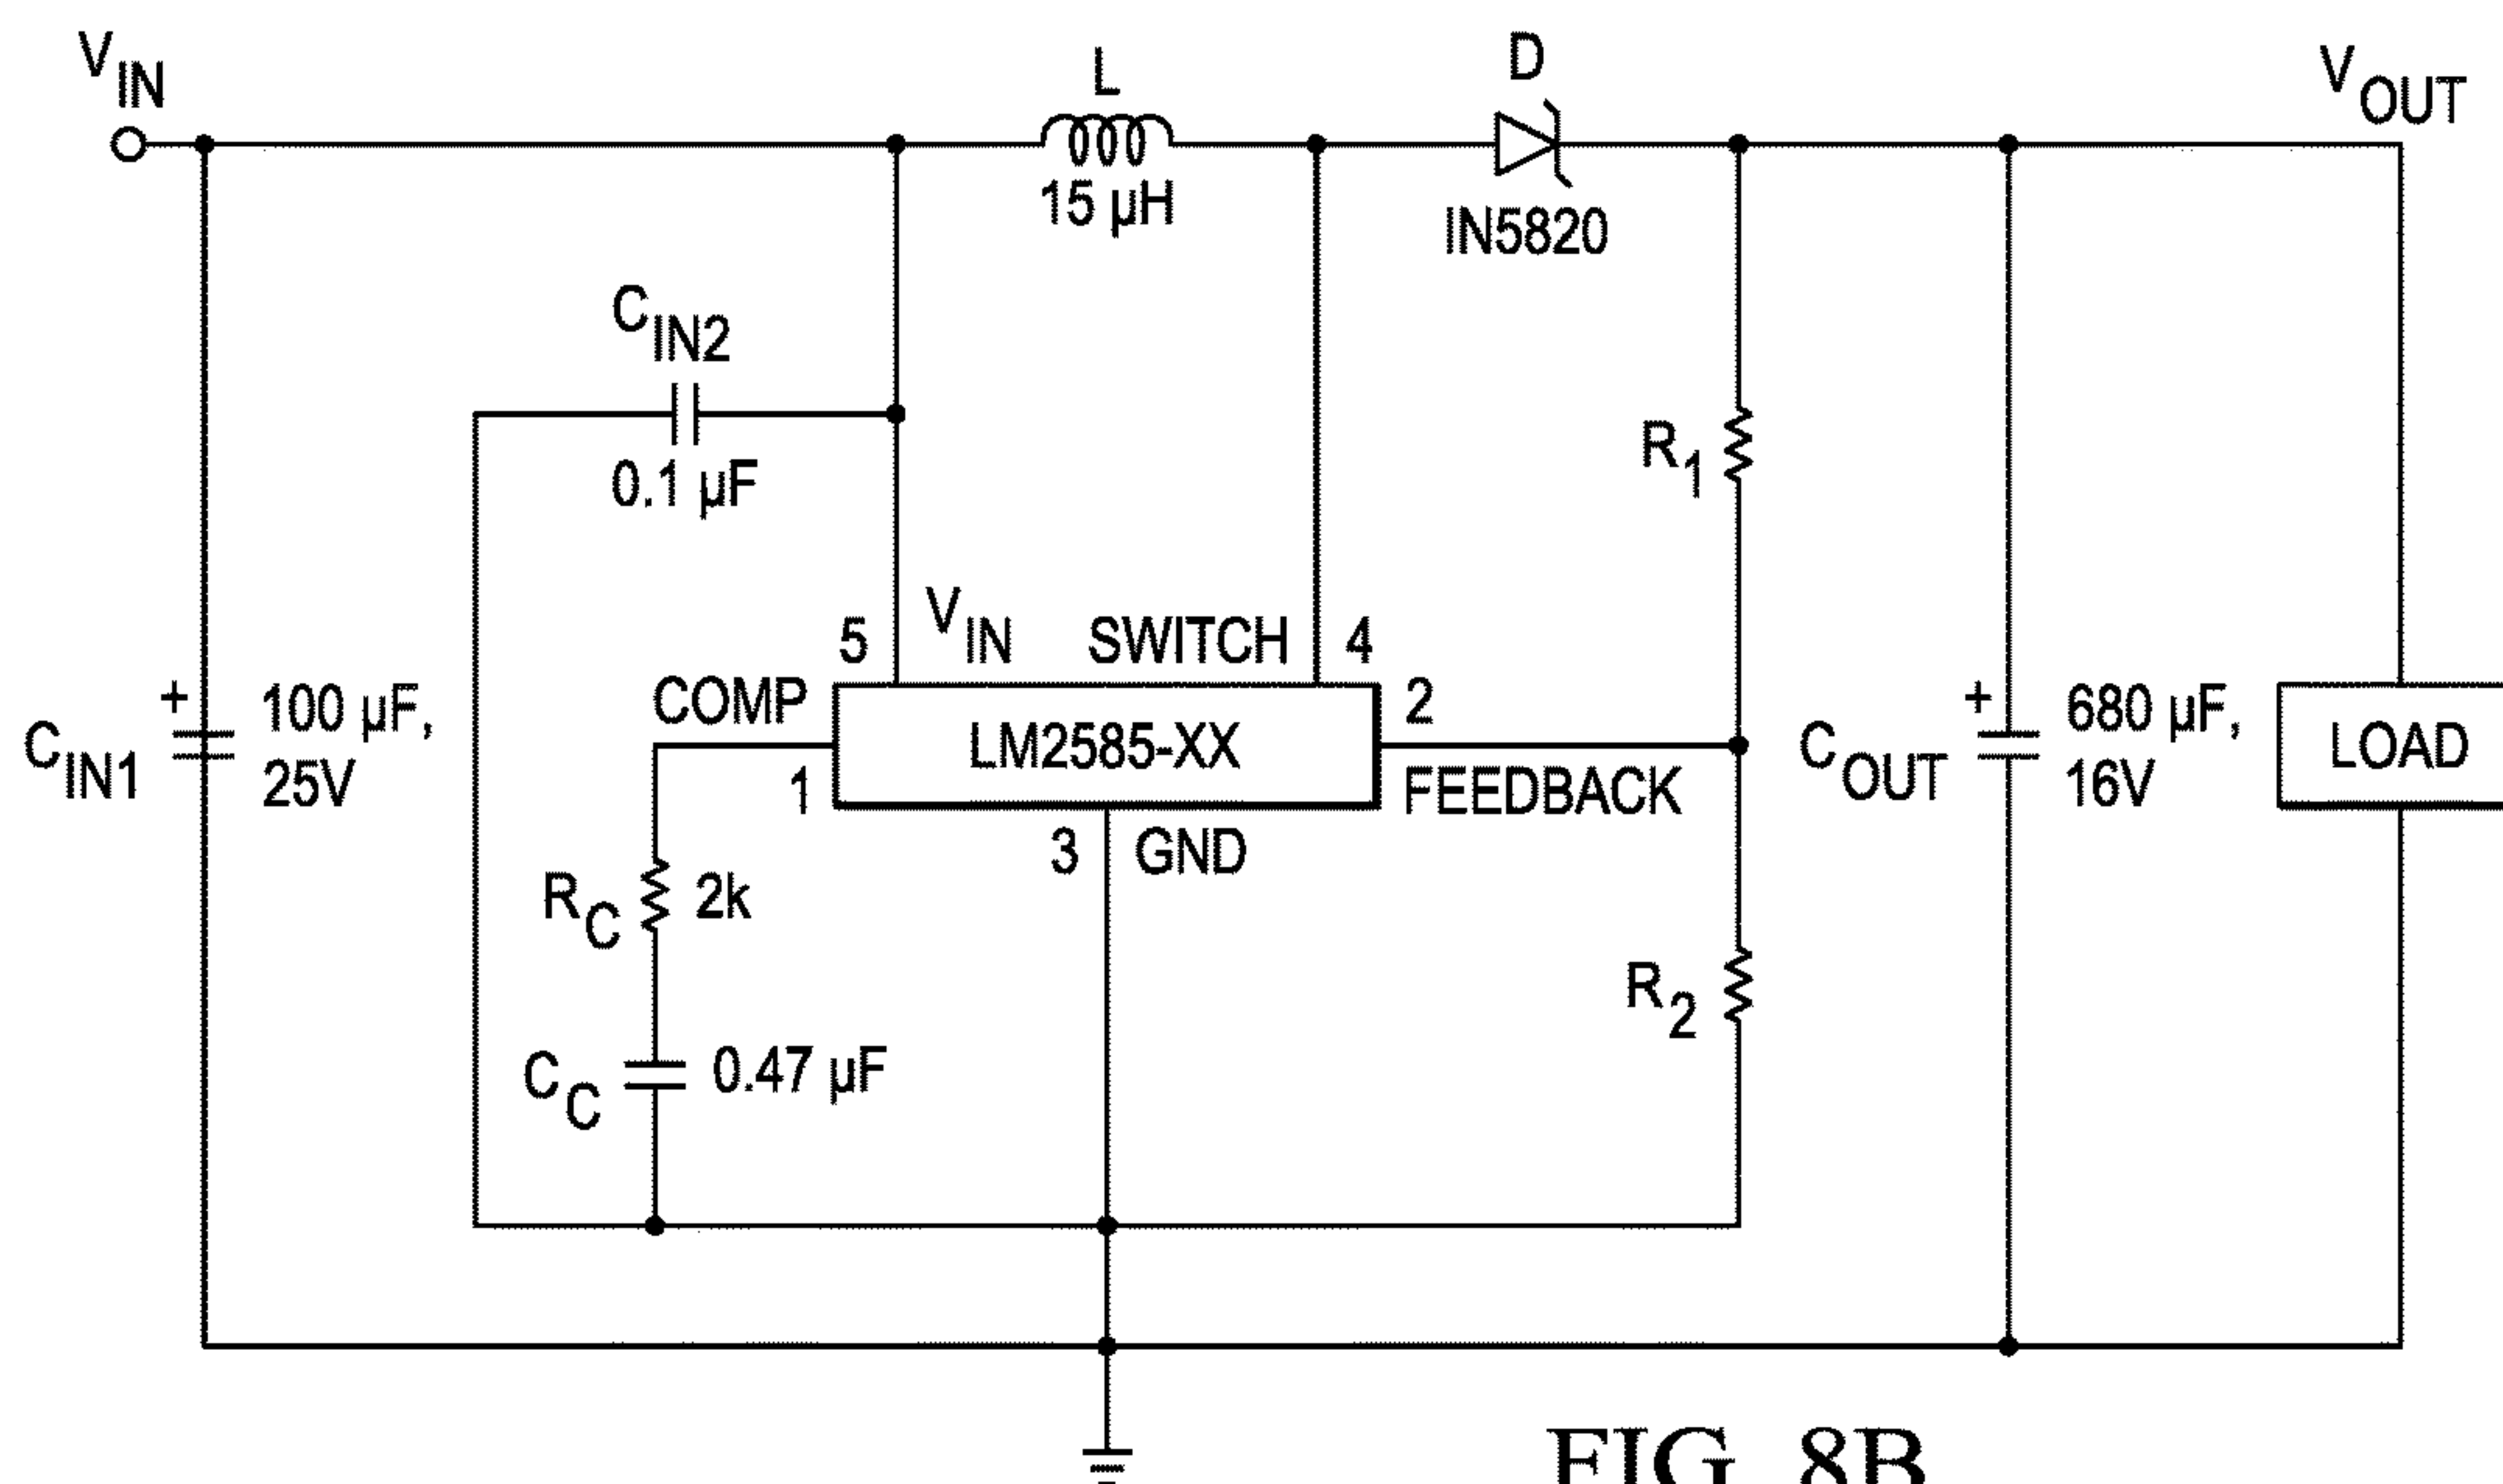 VIN
L
15 µH
D
IN5820
VOUT
CIN2
0.1 µF
R1
5
VIN
SWITCH
4
COMP
1
LM2585-XX
2
FEEDBACK
3
GND
+
CIN1
100 µF,
25V
+
COUT
680 µF,
16V
LOAD
RC
2k
R2
CC
0.47 µF
FIG. 8B